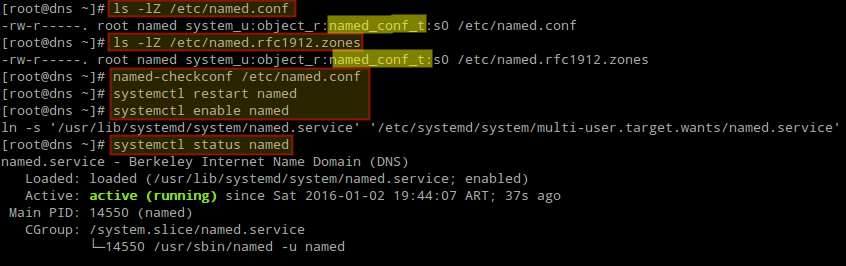 [root@dns ~]# ls -lZ /etc/named.conf
-rw-r-----. root named system_u:object_r:named_conf_t:s0 /etc/named.conf
[root@dns ~]# ls -lZ /etc/named.rfc1912.zones
-rw-r-----. root named system_u:object_r:named_conf_t:s0 /etc/named.rfc1912.zones
[root@dns ~]# named-checkconf /etc/named.conf
[root@dns ~]# systemctl restart named
[root@dns ~]# systemctl enable named
ln -s '/usr/lib/systemd/system/named.service' '/etc/systemd/system/multi-user.target.wants/named.service'
[root@dns ~]# systemctl status named
named.service - Berkeley Internet Name Domain (DNS)
   Loaded: loaded (/usr/lib/systemd/system/named.service; enabled)
   Active: active (running) since Sat 2016-01-02 19:44:07 ART; 37s ago
 Main PID: 14550 (named)
   CGroup: /system.slice/named.service
           └─14550 /usr/sbin/named -u named